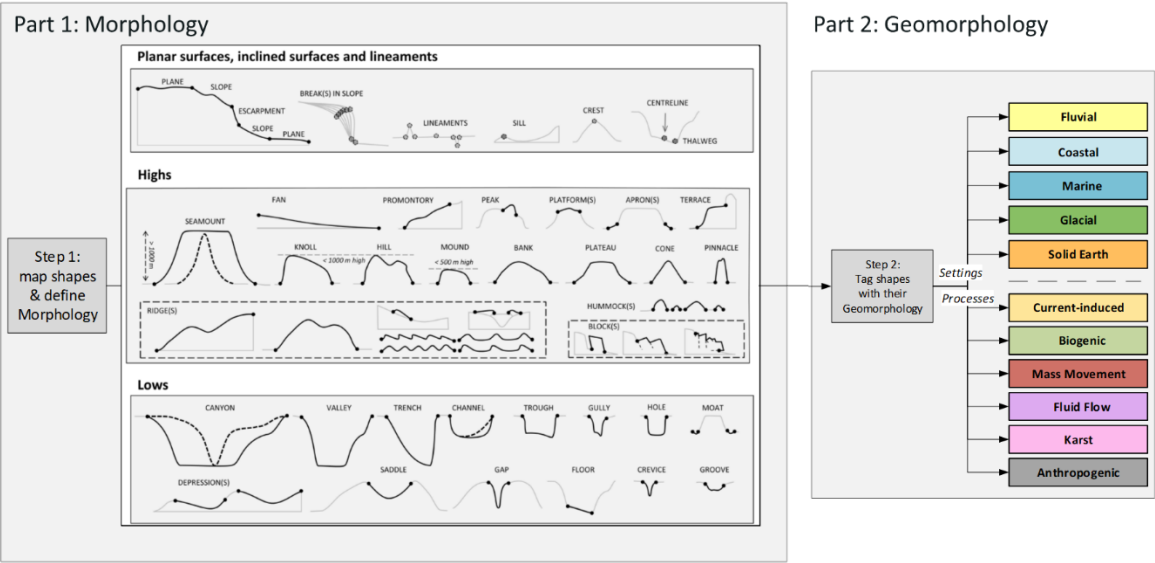 Part 1: Morphology
Part 2: Geomorphology
Planar surfaces, inclined surfaces and lineaments
PLANE
SLOPE
ESCARPMENT
SLOPE
PLANE
BREAK(S) IN SLOPE
LINEAMENTS
SILL
CREST
CENTRELINE
THALWEG
Highs
SEAMOUNT
> 1000 m
FAN
PROMONTORY
PEAK
PLATFORM(S)
APRON(S)
TERRACE
KNOLL
HILL
< 1000 m high
MOUND
< 500 m high
BANK
PLATEAU
CONE
PINNACLE
RIDGE(S)
HUMMOCK(S)
BLOCK(S)
Lows
CANYON
VALLEY
TRENCH
CHANNEL
TROUGH
GULLY
HOLE
MOAT
DEPRESSION(S)
SADDLE
GAP
FLOOR
CREVICE
GROOVE
Step 1:
map shapes
& define
Morphology
Step 2:
Tag shapes
with their
Geomorphology
Settings
Processes
Fluvial
Coastal
Marine
Glacial
Solid Earth
Current-induced
Biogenic
Mass Movement
Fluid Flow
Karst
Anthropogenic